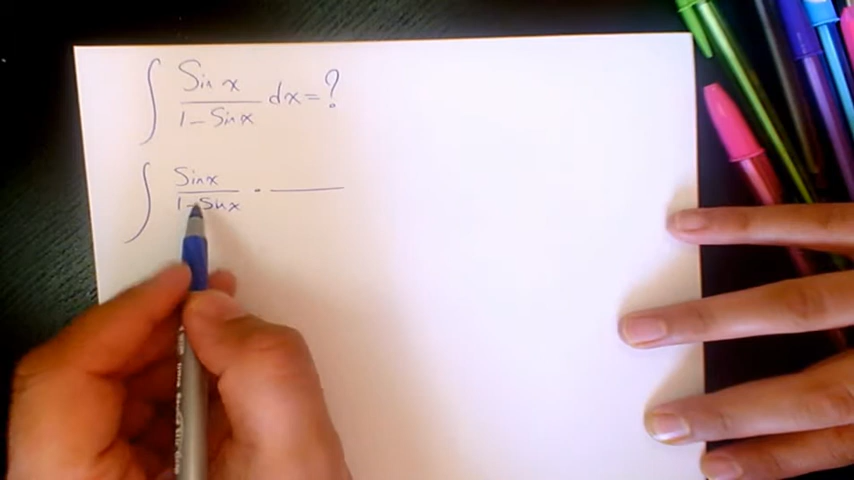 ∫ Sin x / 1 - Sin x dx = ?
∫ Sin x / 1 - Sin x ·